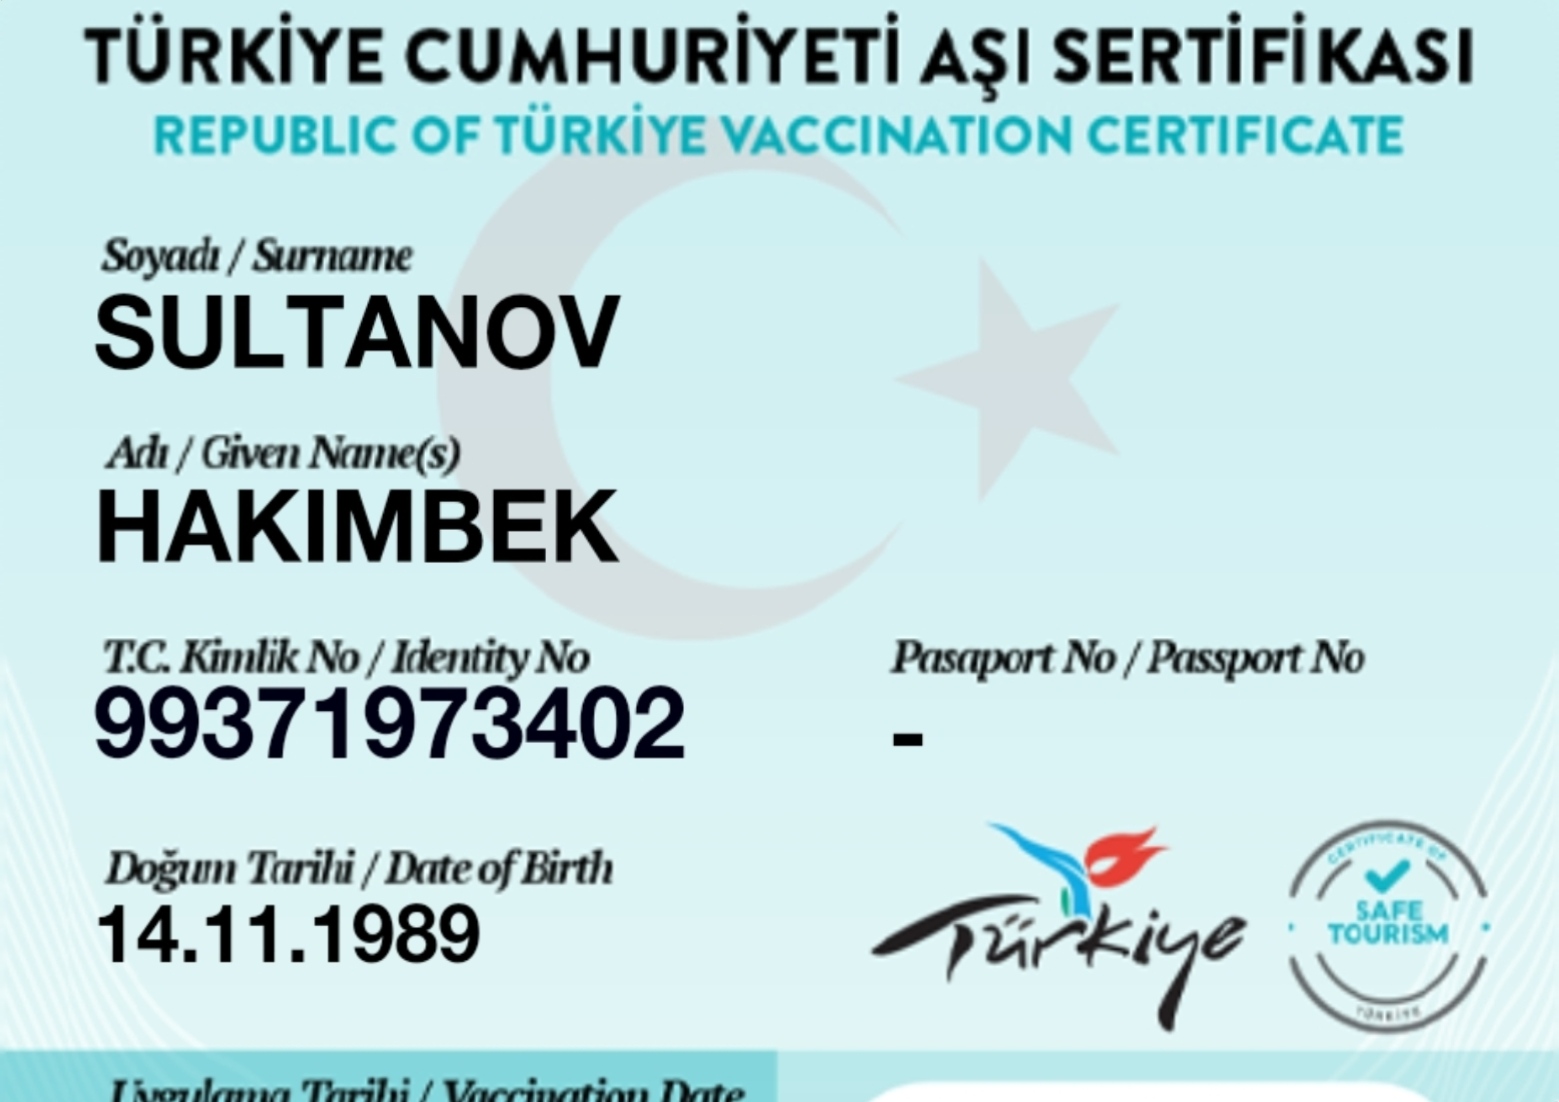 TÜRKİYE CUMHURİYETİ AŞI SERTİFİKASI
REPUBLIC OF TÜRKİYE VACCINATION CERTIFICATE
Soyadı / Surname
SULTANOV
Adı / Given Name(s)
HAKIMBEK
T.C. Kimlik No / Identity No
99371973402
Pasaport No / Passport No
-
Doğum Tarihi / Date of Birth
14.11.1989
Türkiye
CERTIFICATE OF
SAFE
TOURISM
TÜRKİYE
Uygulama Tarihi / Vaccination Date